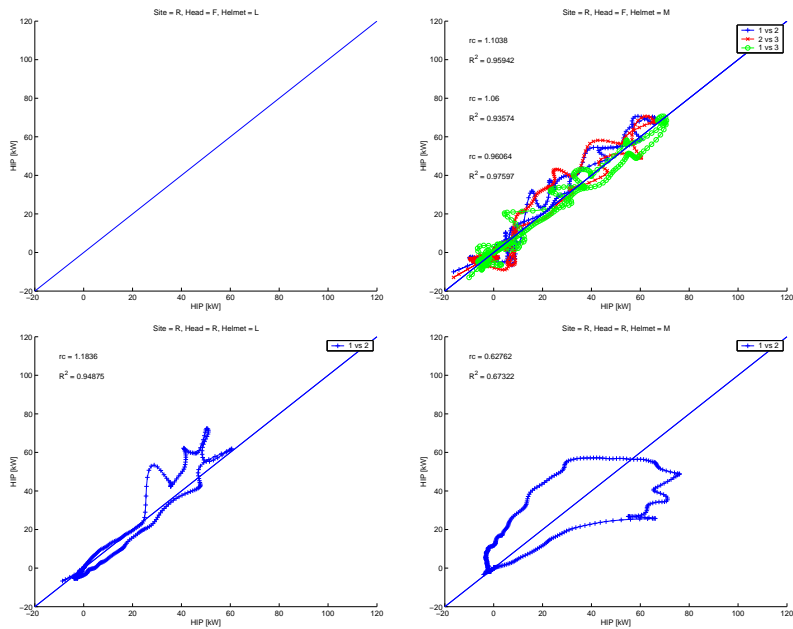 Site = R, Head = F, Helmet = L
120
100
80
60
40
20
0
−20
HIP [kW]
−20 0 20 40 60 80 100 120
HIP [kW]
Site = R, Head = F, Helmet = M
120
100
80
60
40
20
0
−20
HIP [kW]
rc = 1.1038
R² = 0.95942
rc = 1.06
R² = 0.93574
rc = 0.96064
R² = 0.97597
1 vs 2
2 vs 3
1 vs 3
−20 0 20 40 60 80 100 120
HIP [kW]
Site = R, Head = R, Helmet = L
120
100
80
60
40
20
0
−20
HIP [kW]
rc = 1.1836
R² = 0.94875
1 vs 2
−20 0 20 40 60 80 100 120
HIP [kW]
Site = R, Head = R, Helmet = M
120
100
80
60
40
20
0
−20
HIP [kW]
rc = 0.62762
R² = 0.67322
1 vs 2
−20 0 20 40 60 80 100 120
HIP [kW]